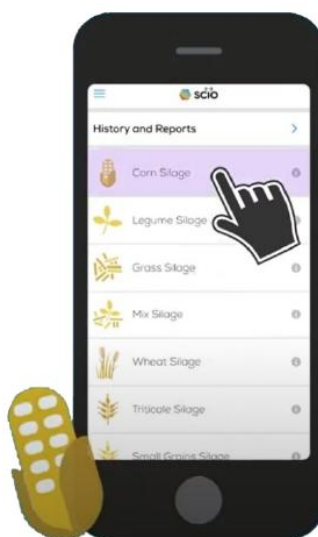 SCiO
History and Reports
Corn Silage
Legume Silage
Grass Silage
Mix Silage
Wheat Silage
Triticale Silage
Small Grains Silage